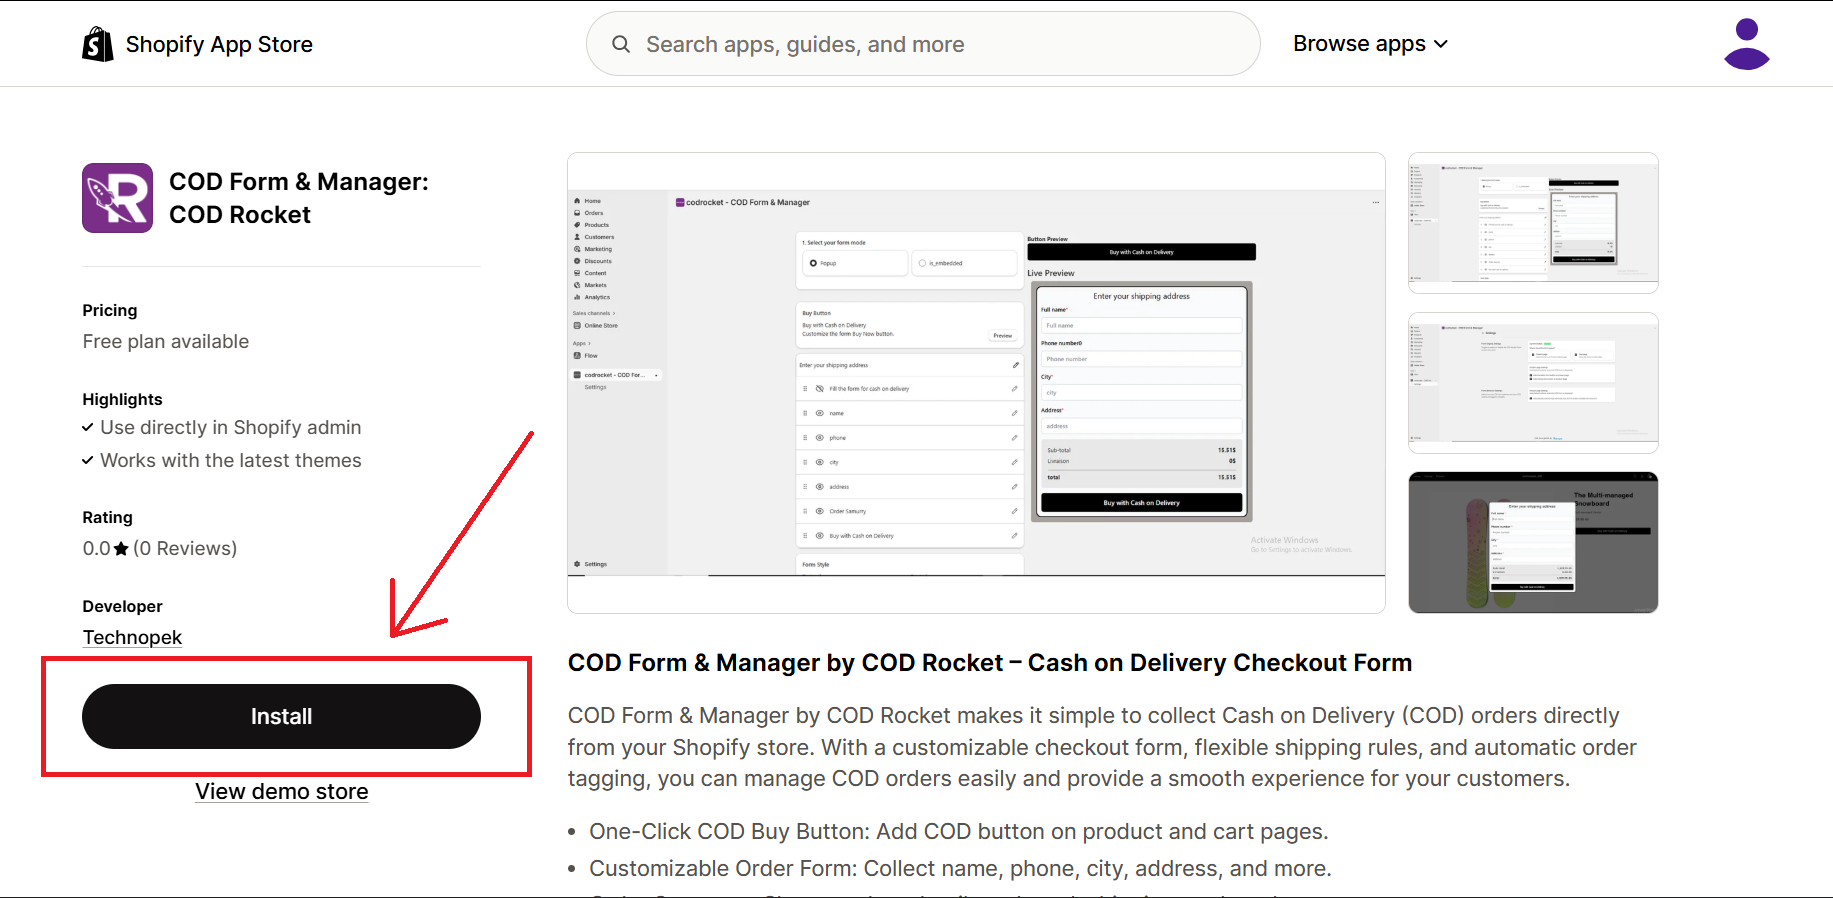 Shopify App Store
Search apps, guides, and more
Browse apps
COD Form & Manager:
COD Rocket
Pricing
Free plan available
Highlights
Use directly in Shopify admin
Works with the latest themes
Rating
0.0★ (0 Reviews)
Developer
Technopek
Install
View demo store
Home
Orders
Products
Customers
Marketing
Discounts
Content
Markets
Analytics
Sales channels
Online Store
Apps
Flow
codrocket - COD For...
Settings
Settings
codrocket - COD Form & Manager
1. Select your form mode
Popup
is_embedded
Buy Button
Buy with Cash on Delivery
Customize the form Buy Now button.
Preview
Enter your shipping address
Fill the form for cash on delivery
name
phone
city
address
Order Samurry
Buy with Cash on Delivery
Form Style
Button Preview
Buy with Cash on Delivery
Live Preview
Enter your shipping address
Full name*
Full name
Phone number0
Phone number
City*
city
Address*
address
Sub-total 15.51$
Livraison 0$
total 15.51$
Buy with Cash on Delivery
Activate Windows
Go to Settings to activate Windows.
The Multi-managed
Snowboard
Enter your shipping address
COD Form & Manager by COD Rocket – Cash on Delivery Checkout Form
COD Form & Manager by COD Rocket makes it simple to collect Cash on Delivery (COD) orders directly
from your Shopify store. With a customizable checkout form, flexible shipping rules, and automatic order
tagging, you can manage COD orders easily and provide a smooth experience for your customers.
• One-Click COD Buy Button: Add COD button on product and cart pages.
• Customizable Order Form: Collect name, phone, city, address, and more.